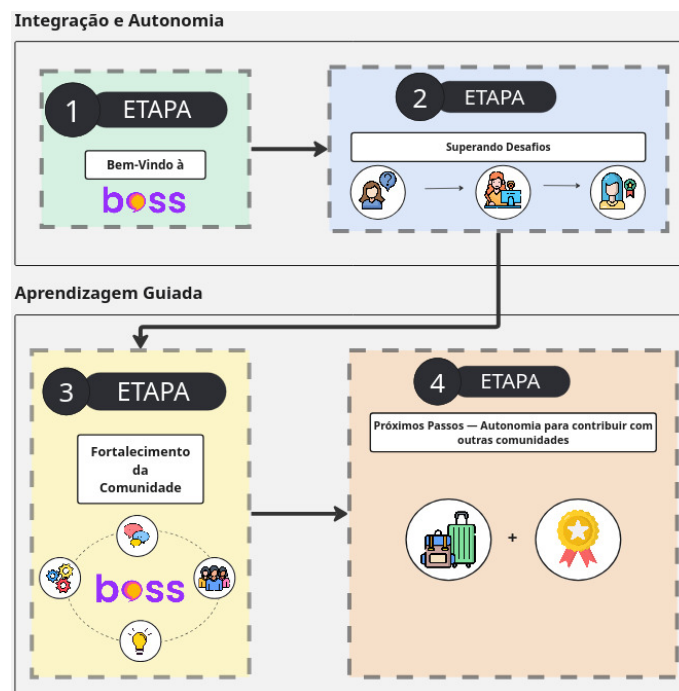 Integração e Autonomia
1
ETAPA
Bem-Vindo à
boss
2
ETAPA
Superando Desafios
?
Aprendizagem Guiada
3
ETAPA
Fortalecimento
da
Comunidade
boss
4
ETAPA
Próximos Passos — Autonomia para contribuir com
outras comunidades
+